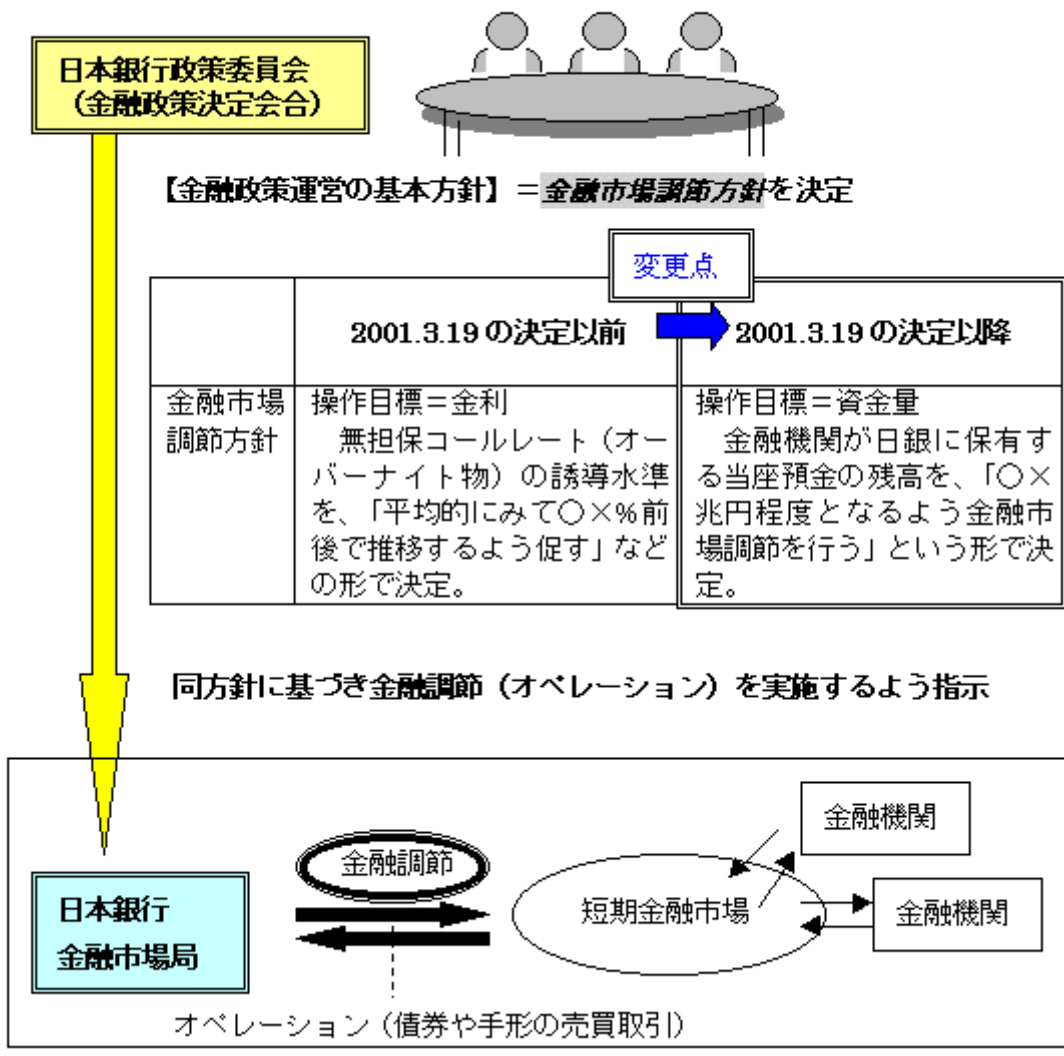 日本銀行政策委員会
（金融政策決定会合）
【金融政策運営の基本方針】＝金融市場調節方針を決定
変更点
2001.3.19 の決定以前
2001.3.19 の決定以降
金融市場
調節方針
操作目標＝金利
無担保コールレート（オー
バーナイト物）の誘導水準
を、「平均的にみて○×%前
後で推移するよう促す」など
の形で決定。
操作目標＝資金量
金融機関が日銀に保有す
る当座預金の残高を、「○×
兆円程度となるよう金融市
場調節を行う」という形で決
定。
同方針に基づき金融調節（オペレーション）を実施するよう指示
金融機関
金融調節
短期金融市場
金融機関
日本銀行
金融市場局
オペレーション（債券や手形の売買取引）